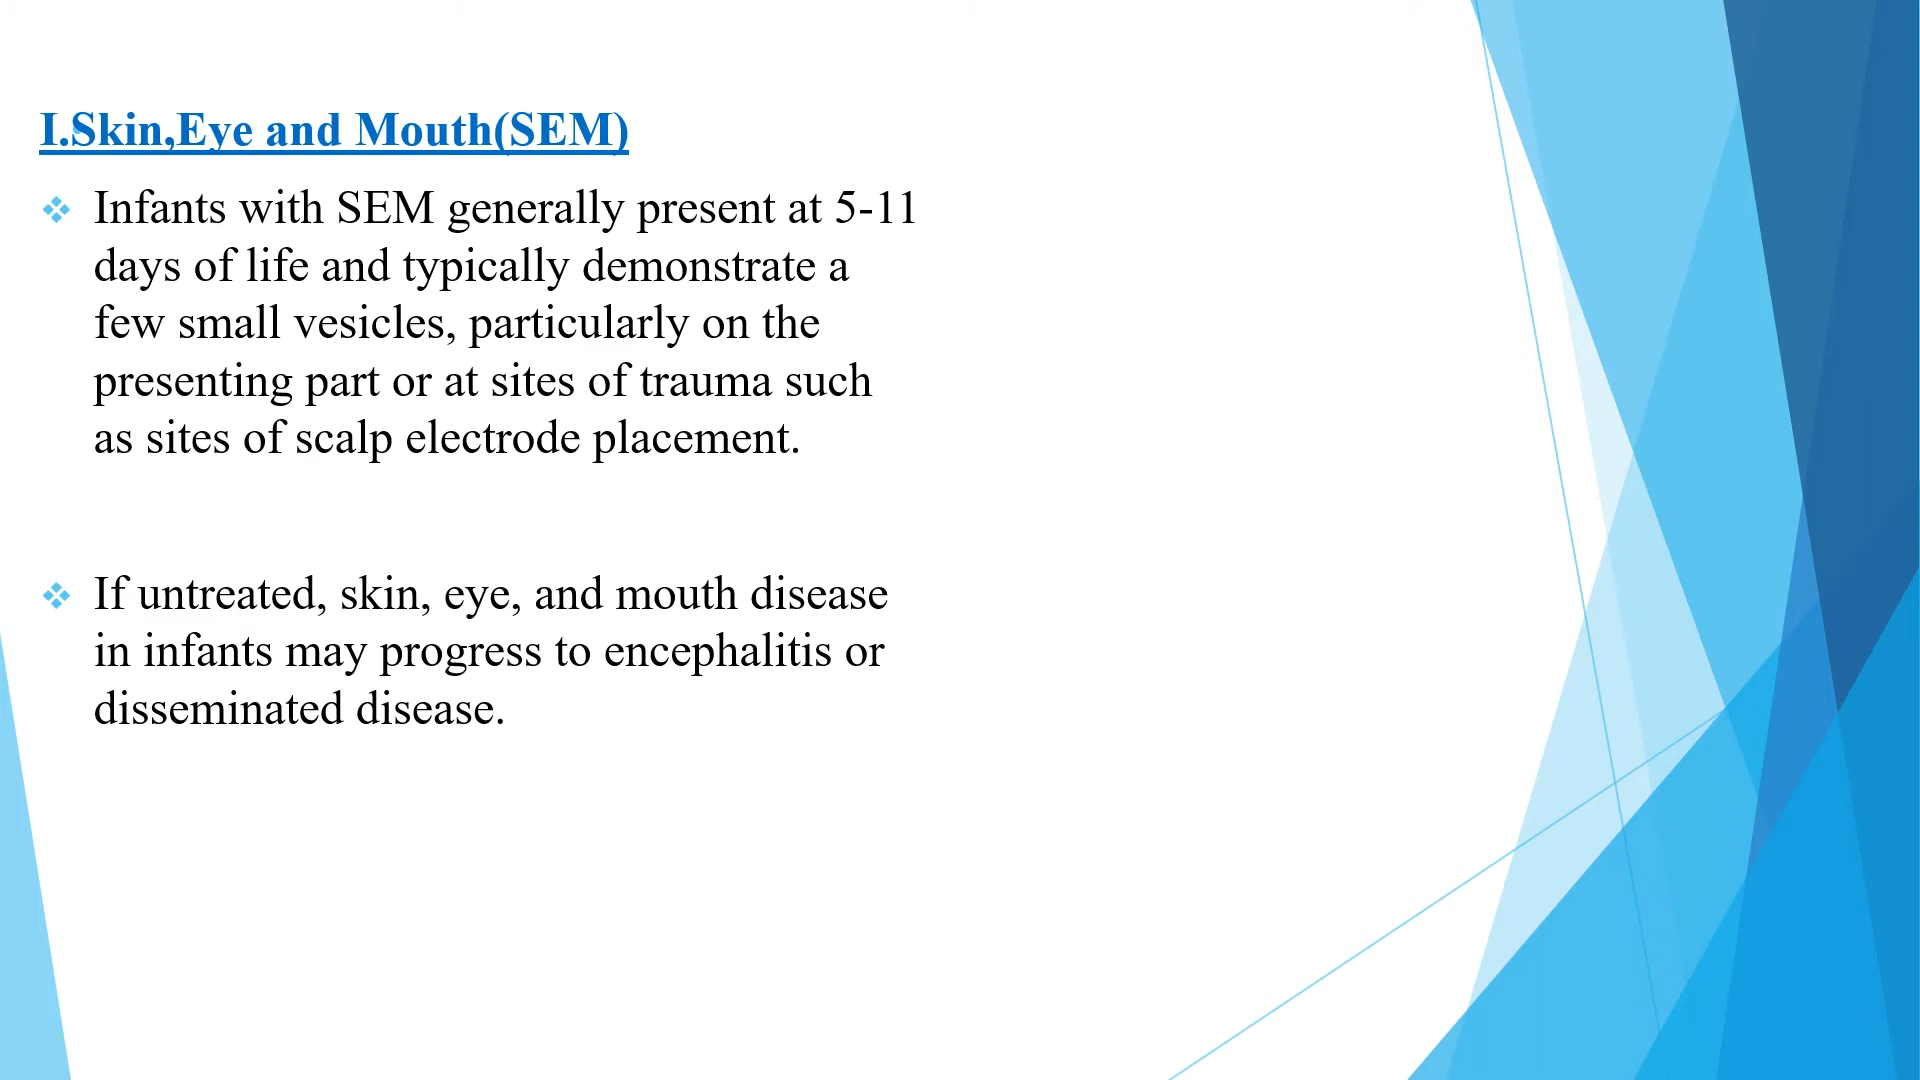 I.Skin,Eye and Mouth(SEM)
❖ Infants with SEM generally present at 5-11
days of life and typically demonstrate a
few small vesicles, particularly on the
presenting part or at sites of trauma such
as sites of scalp electrode placement.
❖ If untreated, skin, eye, and mouth disease
in infants may progress to encephalitis or
disseminated disease.